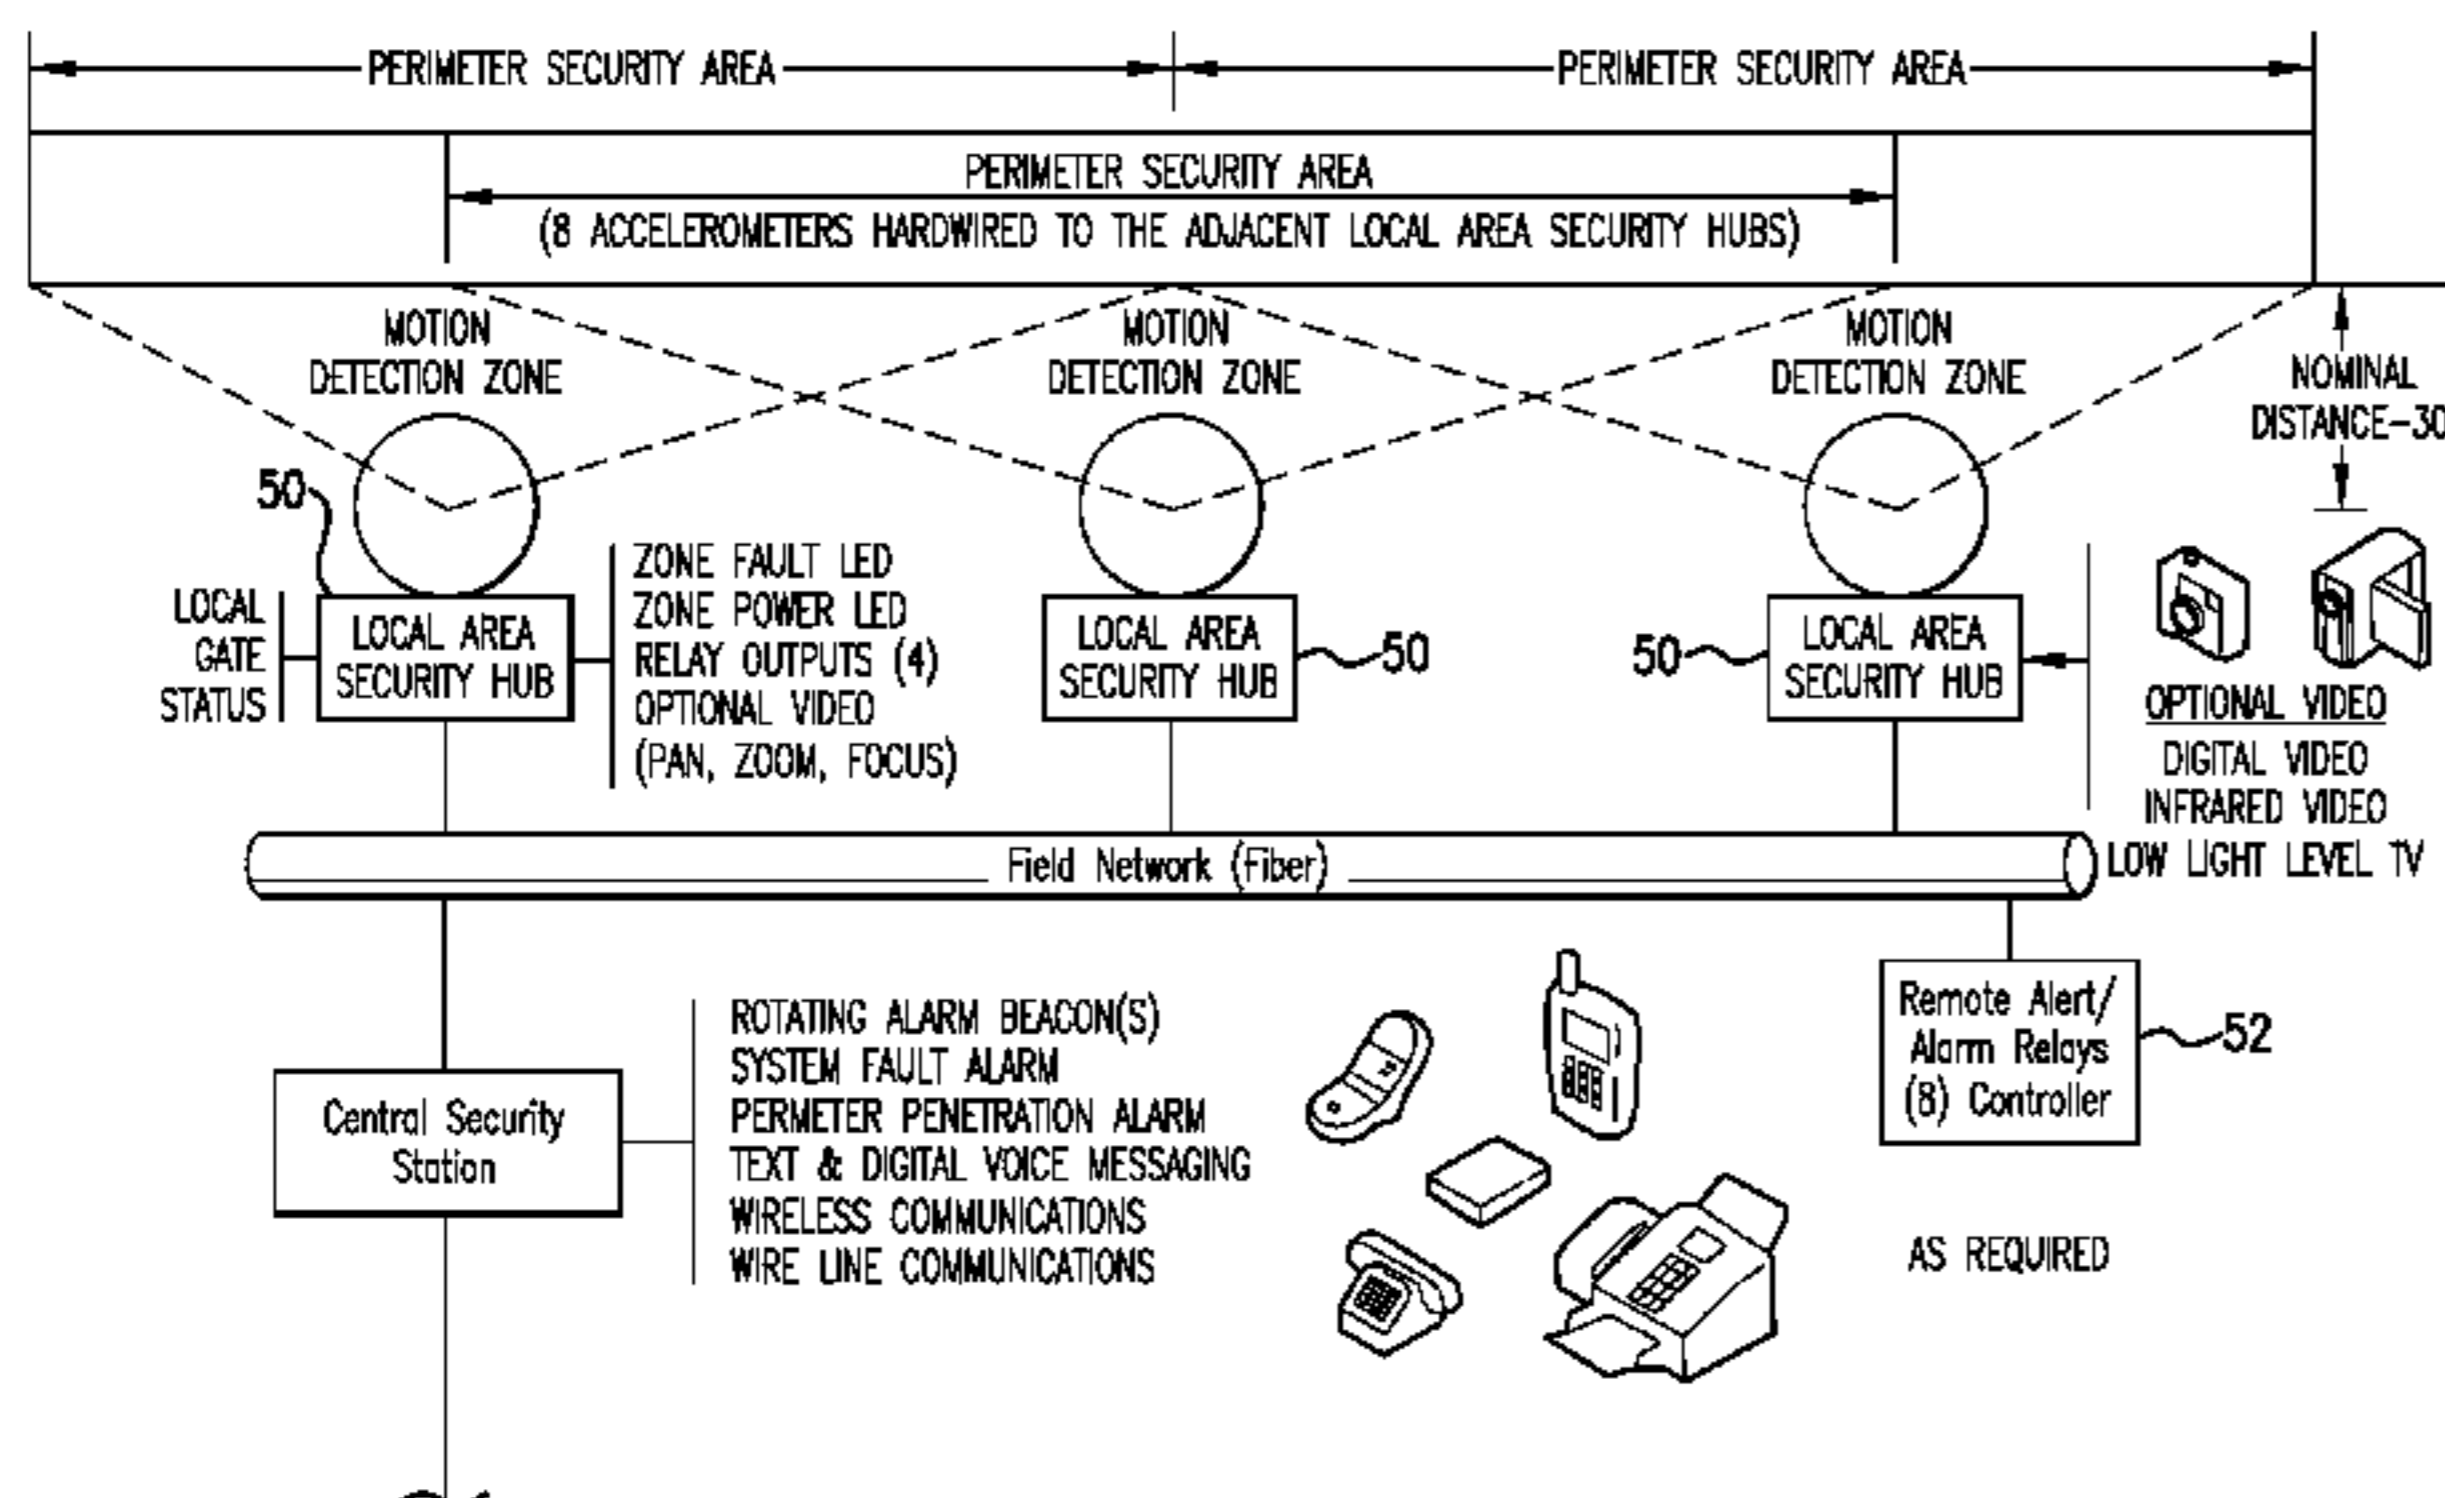 PERIMETER SECURITY AREA
PERIMETER SECURITY AREA
PERIMETER SECURITY AREA
(8 ACCELEROMETERS HARDWIRED TO THE ADJACENT LOCAL AREA SECURITY HUBS)
MOTION
DETECTION ZONE
MOTION
DETECTION ZONE
MOTION
DETECTION ZONE
NOMINAL
DISTANCE-30
50
LOCAL
GATE
STATUS
LOCAL AREA
SECURITY HUB
ZONE FAULT LED
ZONE POWER LED
RELAY OUTPUTS (4)
OPTIONAL VIDEO
(PAN, ZOOM, FOCUS)
LOCAL AREA
SECURITY HUB
50
50
LOCAL AREA
SECURITY HUB
OPTIONAL VIDEO
DIGITAL VIDEO
INFRARED VIDEO
LOW LIGHT LEVEL TV
Field Network (Fiber)
Central Security
Station
ROTATING ALARM BEACON(S)
SYSTEM FAULT ALARM
PERMETER PENETRATION ALARM
TEXT & DIGITAL VOICE MESSAGING
WIRELESS COMMUNICATIONS
WIRE LINE COMMUNICATIONS
Remote Alert/
Alarm Relays
(8) Controller
52
AS REQUIRED